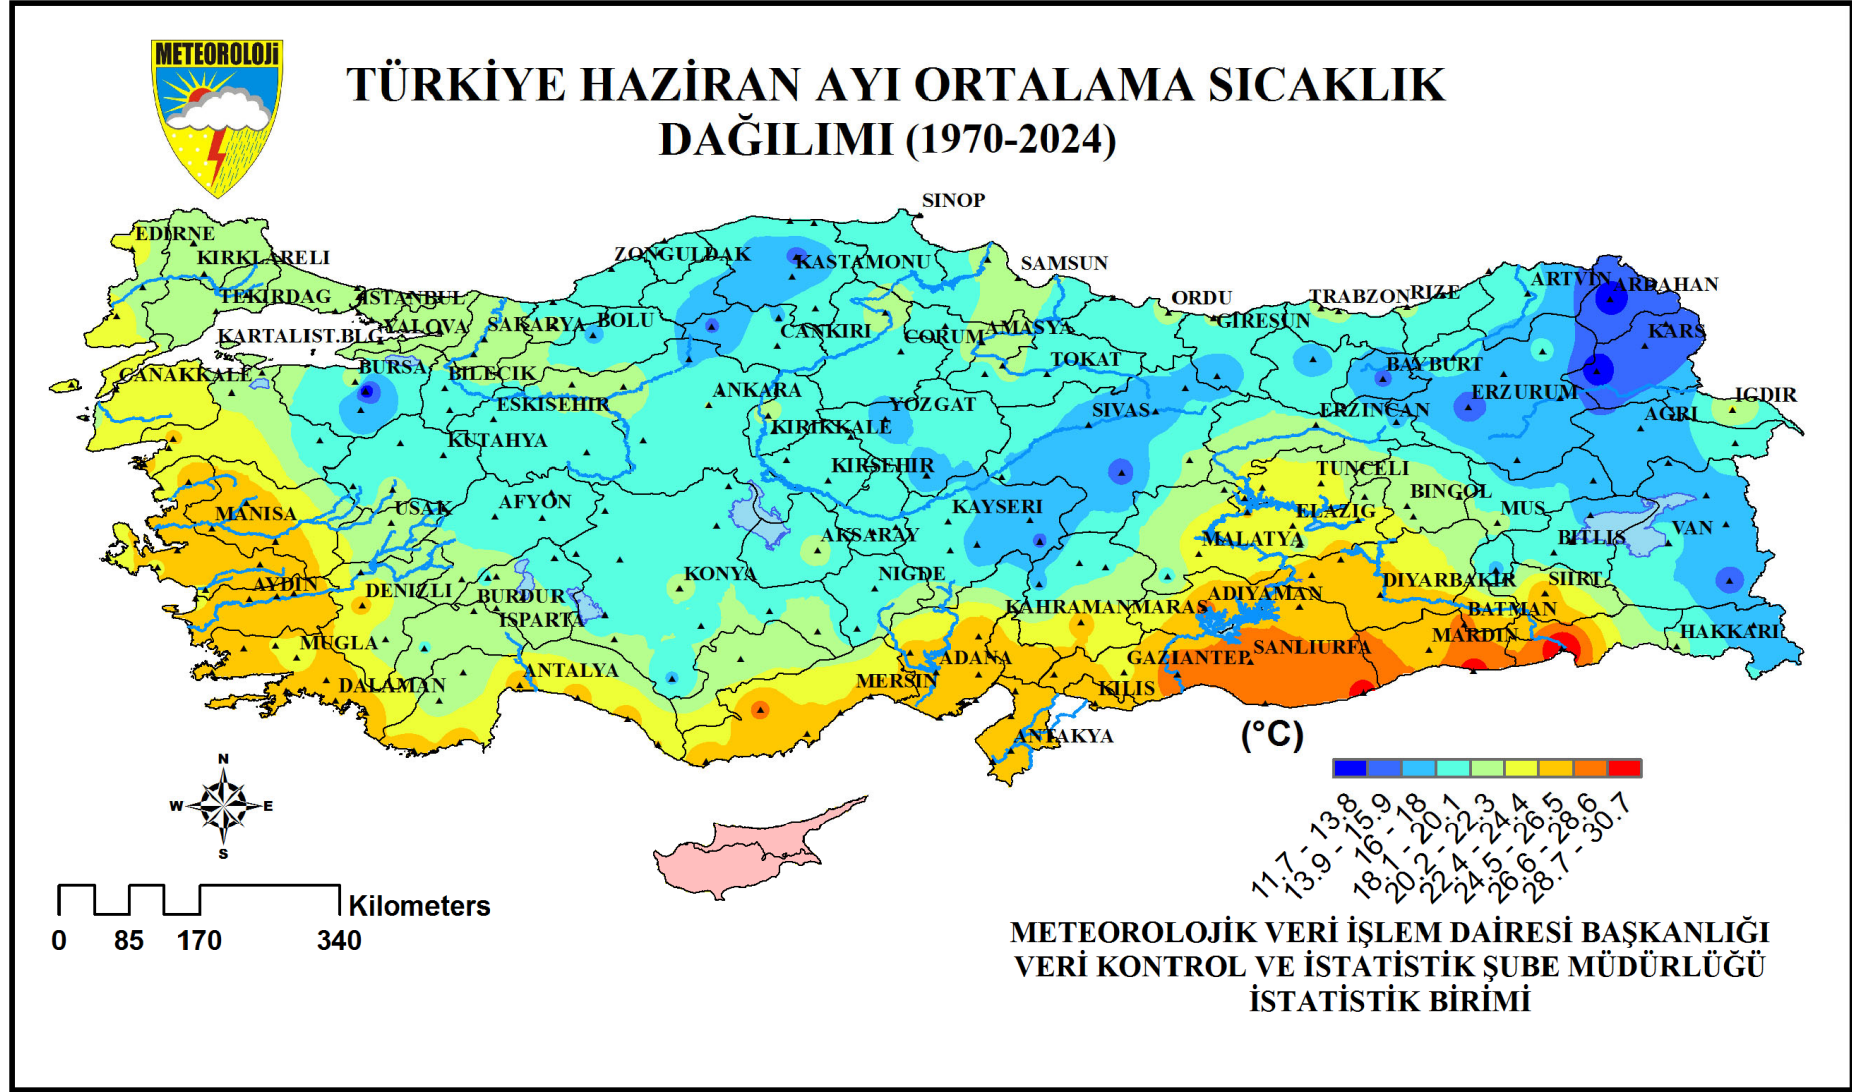 METEOROLOJİ
TÜRKİYE HAZİRAN AYI ORTALAMA SICAKLIK
DAĞILIMI (1970-2024)
SINOP
EDIRNE
KIRKLARELI
ZONGULDAK
KASTAMONU
SAMSUN
ARTVIN
ARDAHAN
TEKIRDAG
ISTANBUL
SAKARYA
BOLU
CANKIRI
CORUM
AMASYA
ORDU
GIRESUN
TRABZON
RIZE
KARS
KARTALIST.BLG
YALOVA
CANAKKALE
BURSA
BILECIK
ESKISEHIR
ANKARA
TOKAT
BAYBURT
ERZURUM
IGDIR
KUTAHYA
KIRIKKALE
YOZGAT
SIVAS
ERZINCAN
AGRI
KIRSEHIR
TUNCELI
MANISA
USAK
AFYON
KAYSERI
BINGOL
MUS
ELAZIG
AKSARAY
MALATYA
BITLIS
VAN
AYDIN
DENIZLI
BURDUR
ISPARTA
KONYA
NIGDE
KAHRAMANMARAS
ADIYAMAN
DIYARBAKIR
SIIRT
BATMAN
MUGLA
ANTALYA
DALAMAN
MERSIN
ADANA
GAZIANTEP
SANLIURFA
MARDIN
HAKKARI
KILIS
ANTAKYA
(°C)
11.7 - 13.8
13.9 - 15.9
16 - 18
18.1 - 20.1
20.2 - 22.3
22.4 - 24.4
24.5 - 26.5
26.6 - 28.6
28.7 - 30.7
N
W E
S
Kilometers
0 85 170 340
METEOROLOJİK VERİ İŞLEM DAİRESİ BAŞKANLIĞI
VERİ KONTROL VE İSTATİSTİK ŞUBE MÜDÜRLÜĞÜ
İSTATİSTİK BİRİMİ